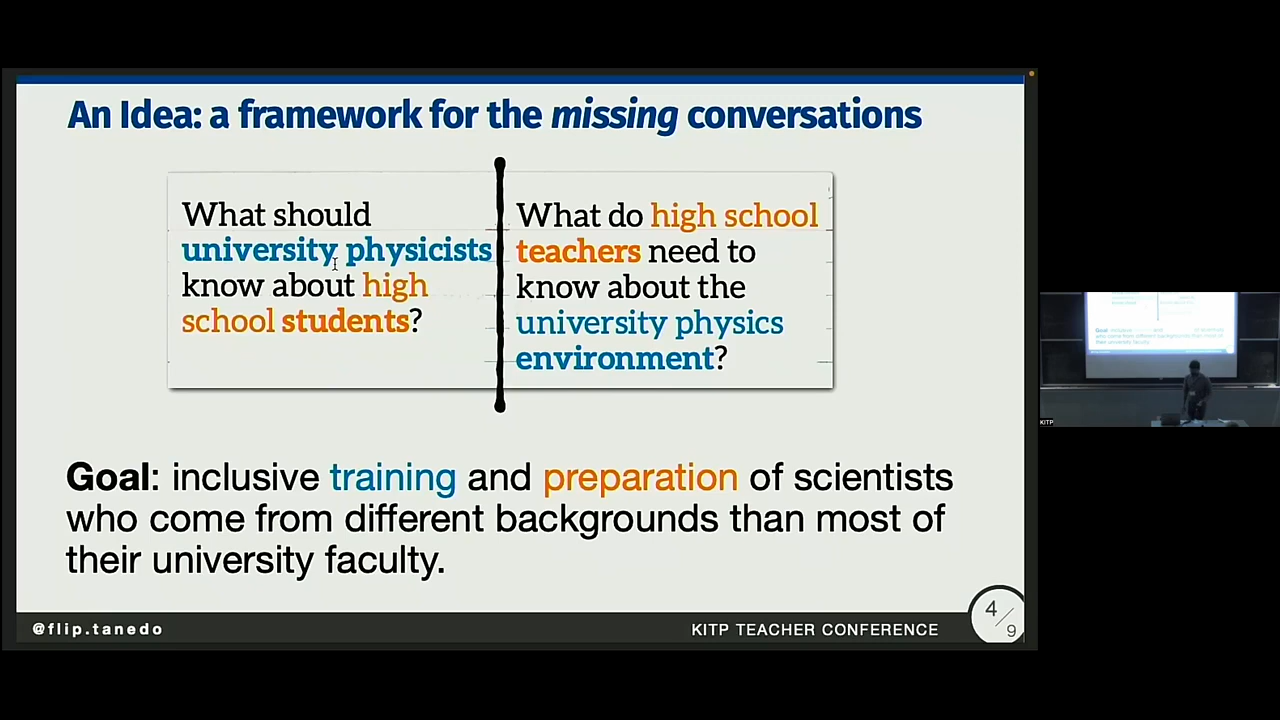 An Idea: a framework for the missing conversations
What should
university physicists
know about high
school students?
What do high school
teachers need to
know about the
university physics
environment?
Goal: inclusive training and preparation of scientists
who come from different backgrounds than most of
their university faculty.
@flip.tanedo
KITP TEACHER CONFERENCE
4/9
KITP